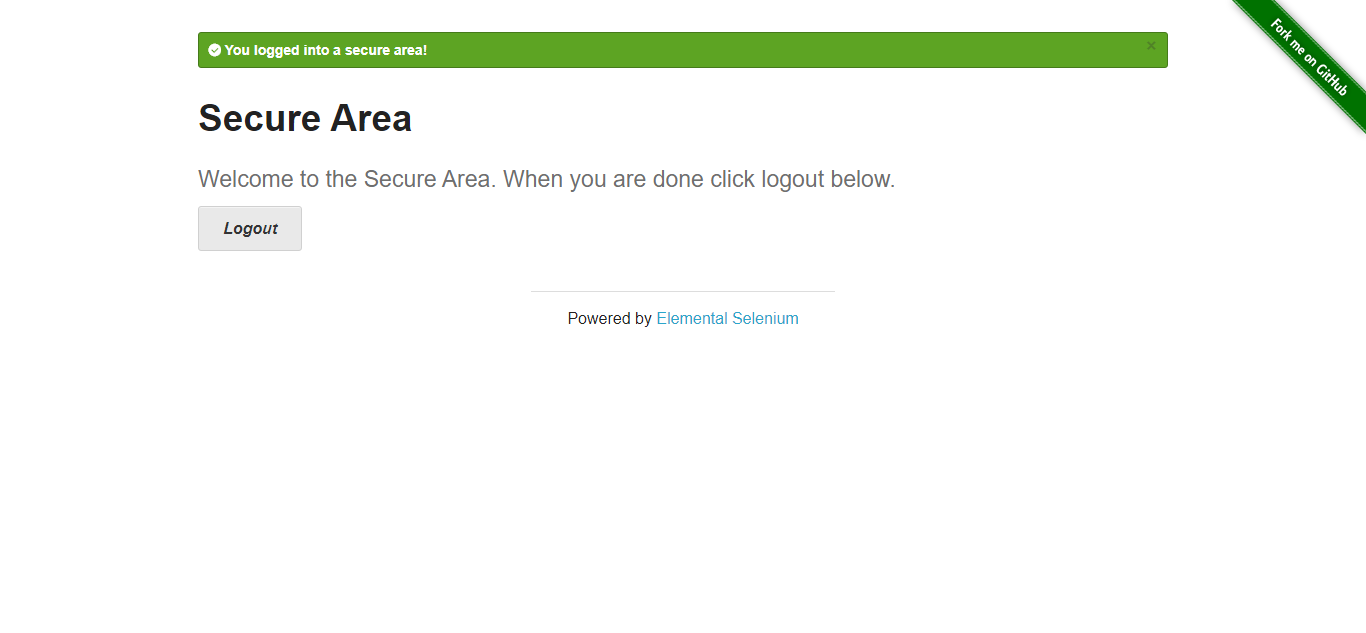 You logged into a secure area!
×
Fork me on GitHub
Secure Area
Welcome to the Secure Area. When you are done click logout below.
Logout
Powered by Elemental Selenium